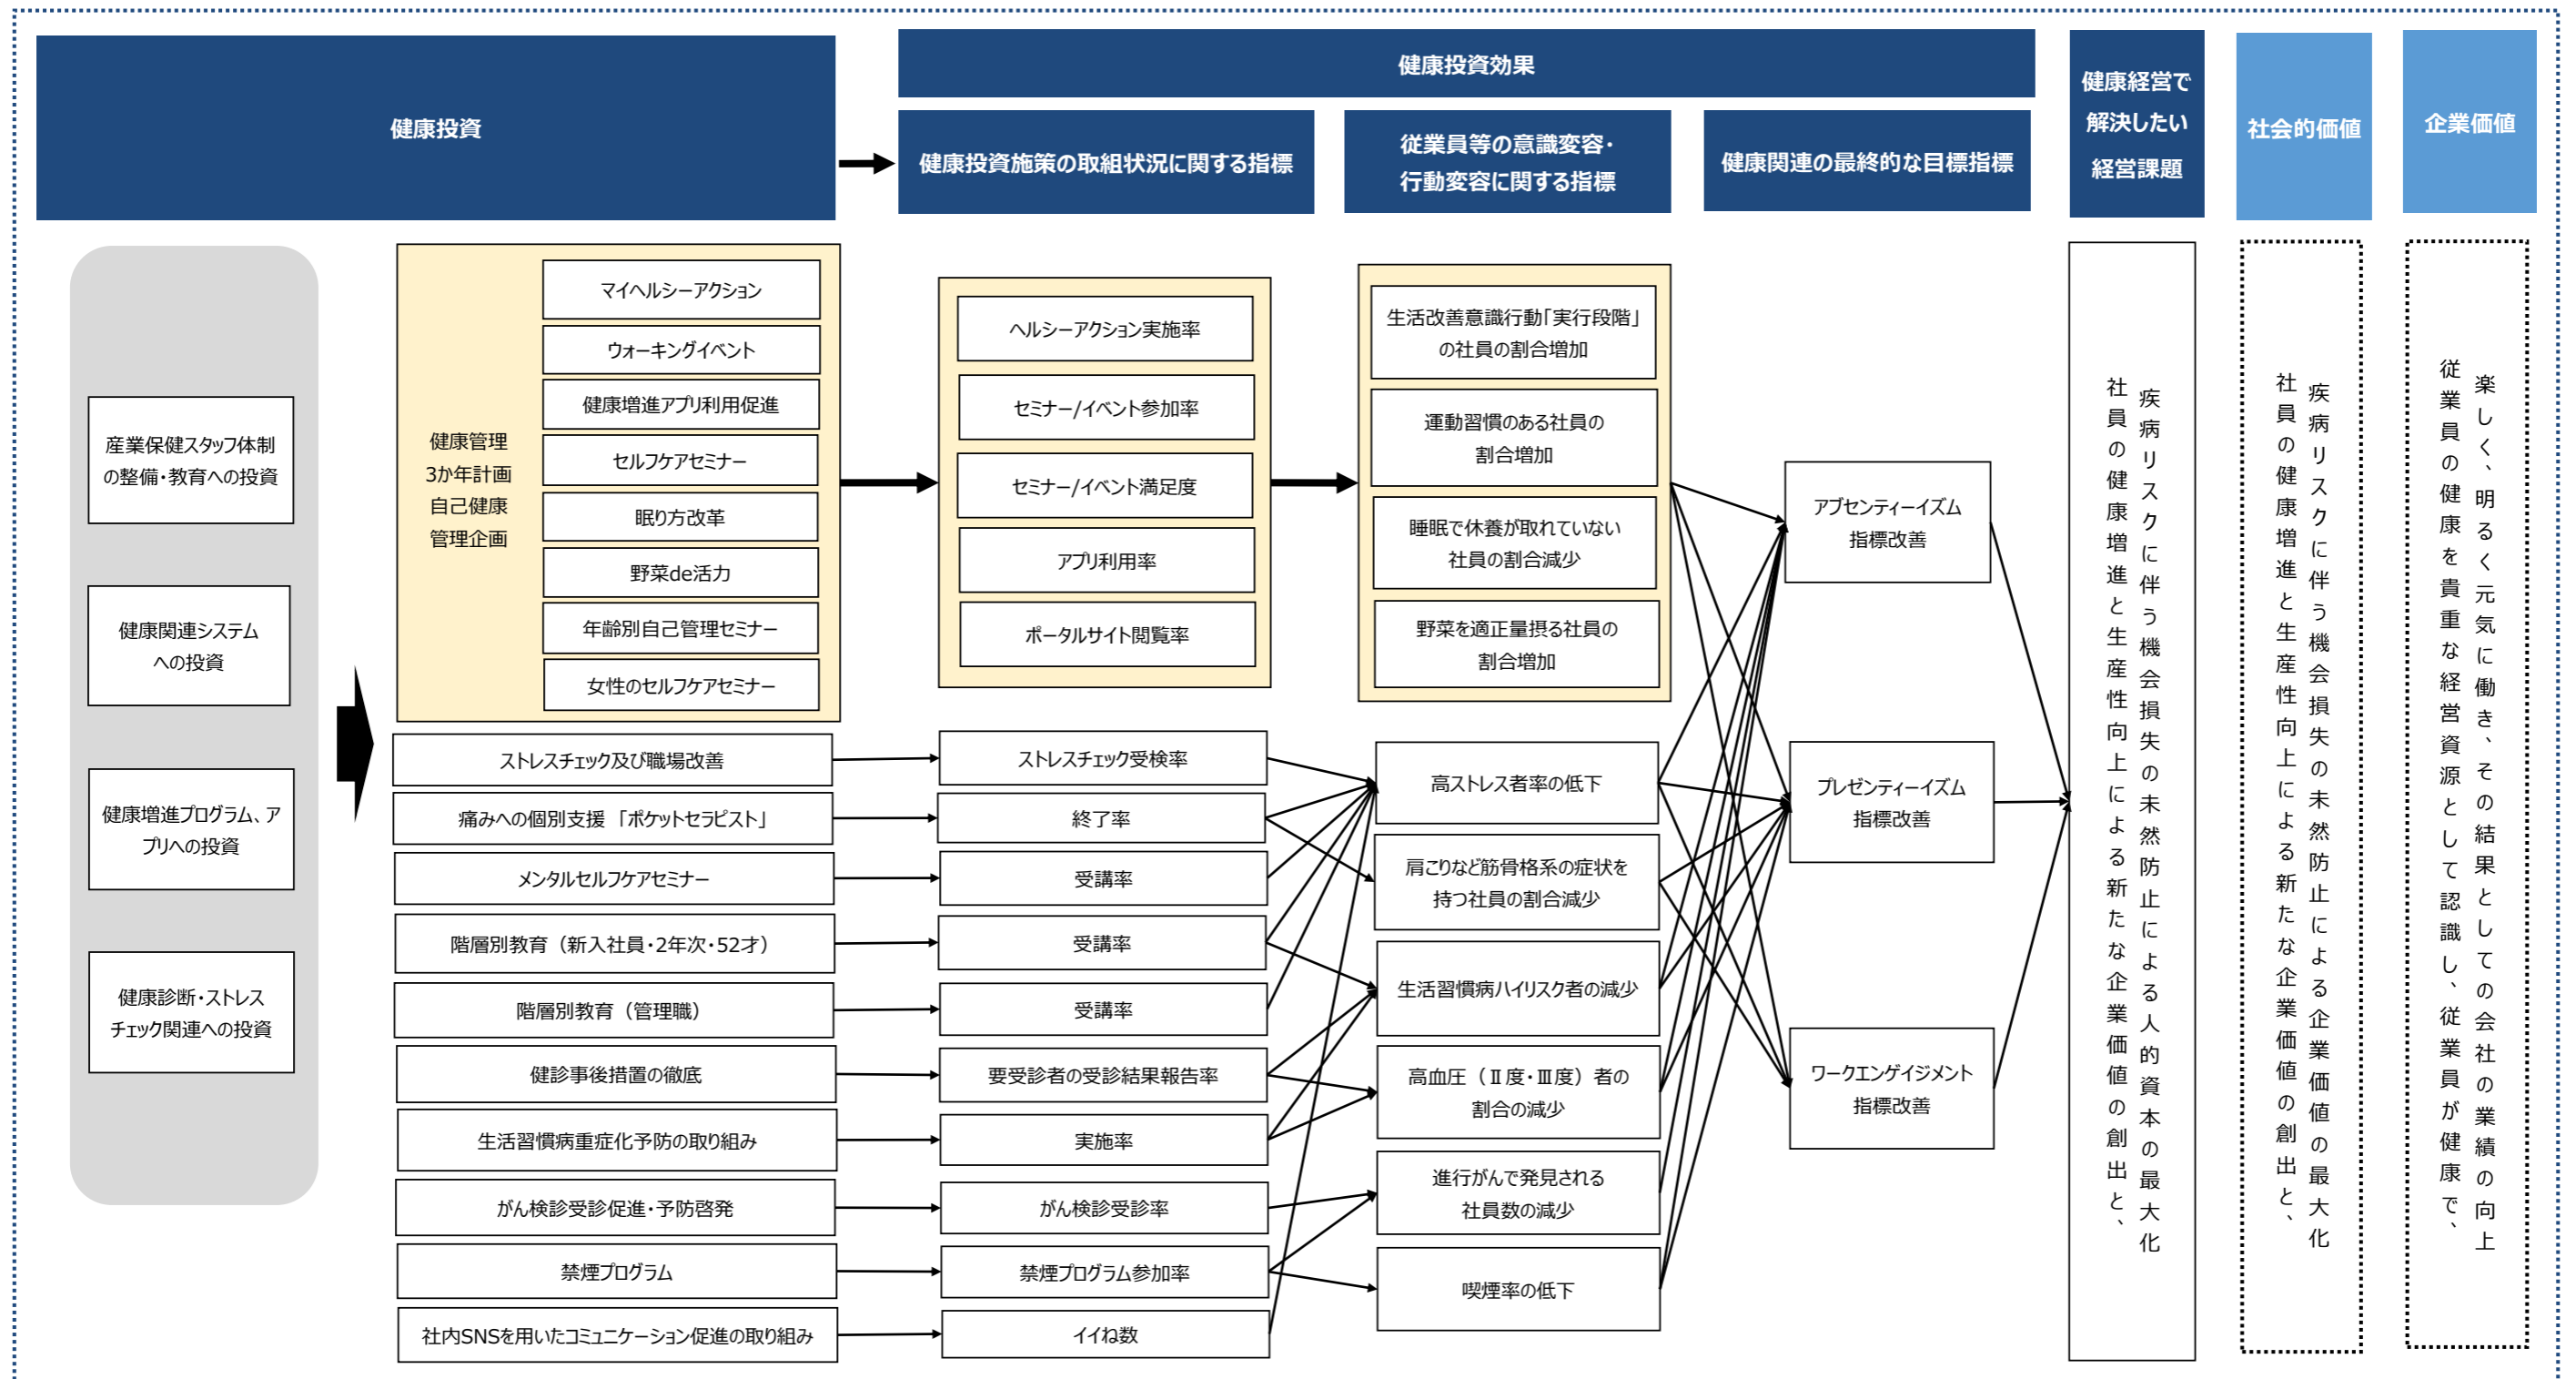 健康投資
健康投資効果
健康投資施策の取組状況に関する指標
従業員等の意識変容・
行動変容に関する指標
健康関連の最終的な目標指標
健康経営で
解決したい
経営課題
社会的価値
企業価値
産業保健スタッフ体制
の整備・教育への投資
健康関連システム
への投資
健康増進プログラム、ア
プリへの投資
健康診断・ストレス
チェック関連への投資
健康管理
3か年計画
自己健康
管理企画
マイヘルシーアクション
ウォーキングイベント
健康増進アプリ利用促進
セルフケアセミナー
眠り方改革
野菜de活力
年齢別自己管理セミナー
女性のセルフケアセミナー
ストレスチェック及び職場改善
痛みへの個別支援 「ポケットセラピスト」
メンタルセルフケアセミナー
階層別教育（新入社員・2年次・52才）
階層別教育（管理職）
健診事後措置の徹底
生活習慣病重症化予防の取り組み
がん検診受診促進・予防啓発
禁煙プログラム
社内SNSを用いたコミュニケーション促進の取り組み
ヘルシーアクション実施率
セミナー/イベント参加率
セミナー/イベント満足度
アプリ利用率
ポータルサイト閲覧率
ストレスチェック受検率
終了率
受講率
受講率
受講率
要受診者の受診結果報告率
実施率
がん検診受診率
禁煙プログラム参加率
イイね数
生活改善意識行動「実行段階」
の社員の割合増加
運動習慣のある社員の
割合増加
睡眠で休養が取れていない
社員の割合減少
野菜を適正量摂る社員の
割合増加
高ストレス者率の低下
肩こりなど筋骨格系の症状を
持つ社員の割合減少
生活習慣病ハイリスク者の減少
高血圧（Ⅱ度・Ⅲ度）者の
割合の減少
進行がんで発見される
社員数の減少
喫煙率の低下
アブセンティーイズム
指標改善
プレゼンティーイズム
指標改善
ワークエンゲイジメント
指標改善
社員の健康増進と生産性向上による新たな企業価値の創出と、
疾病リスクに伴う機会損失の未然防止による人的資本の最大化
社員の健康増進と生産性向上による新たな企業価値の創出と、
疾病リスクに伴う機会損失の未然防止による企業価値の最大化
従業員の健康を貴重な経営資源として認識し、従業員が健康で、
楽しく、明るく元気に働き、その結果としての会社の業績の向上